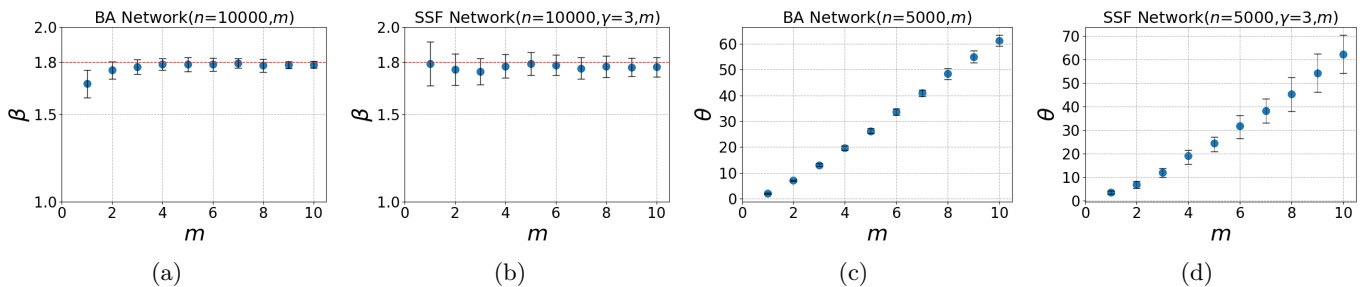 BA Network(n=10000,m)
2.0
1.8
1.5
1.0
β
0 2 4 6 8 10
m
(a)
SSF Network(n=10000,γ=3,m)
2.0
1.8
1.5
1.0
β
0 2 4 6 8 10
m
(b)
BA Network(n=5000,m)
60
50
40
30
20
10
0
θ
0 2 4 6 8 10
m
(c)
SSF Network(n=5000,γ=3,m)
70
60
50
40
30
20
10
0
θ
0 2 4 6 8 10
m
(d)